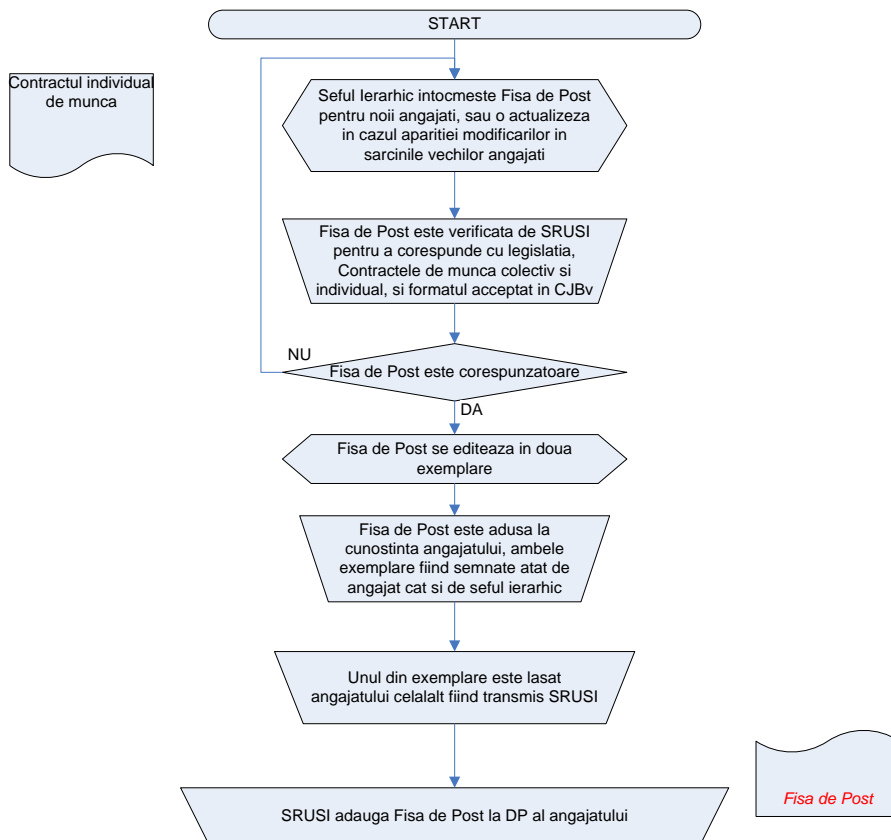 START
Contractul individual
de munca
Seful Ierarhic intocmeste Fisa de Post
pentru noii angajati, sau o actualizeza
in cazul aparitiei modificarilor in
sarcinile vechilor angajati
Fisa de Post este verificata de SRUSI
pentru a corespunde cu legislatia,
Contractele de munca colectiv si
individual, si formatul acceptat in CJBv
NU
Fisa de Post este corespunzatoare
DA
Fisa de Post se editeaza in doua
exemplare
Fisa de Post este adusa la
cunostinta angajatului, ambele
exemplare fiind semnate atat de
angajat cat si de seful ierarhic
Unul din exemplare este lasat
angajatului celalalt fiind transmis SRUSI
Fisa de Post
SRUSI adauga Fisa de Post la DP al angajatului